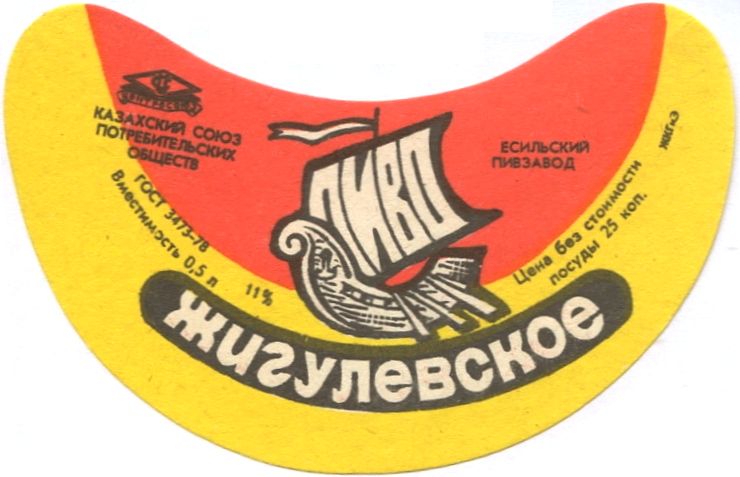 ЦЕНТРОСОЮЗ
КАЗАХСКИЙ СОЮЗ
ПОТРЕБИТЕЛЬСКИХ
ОБЩЕСТВ
ЕСИЛЬСКИЙ
ПИВЗАВОД
ПИВО
ГОСТ 3473-78
Вместимость 0,5 л
11%
Цена без стоимости
посуды 25 коп.
жигулевское